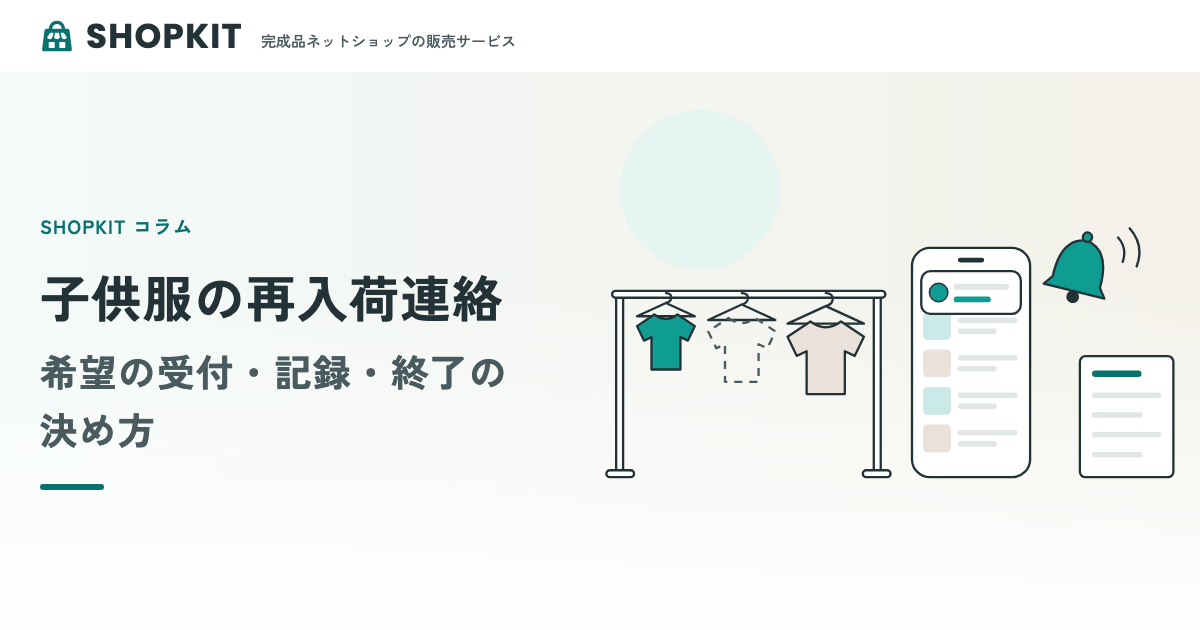 SHOPKIT 完成品ネットショップの販売サービス
SHOPKIT コラム
子供服の再入荷連絡
希望の受付・記録・終了の
決め方